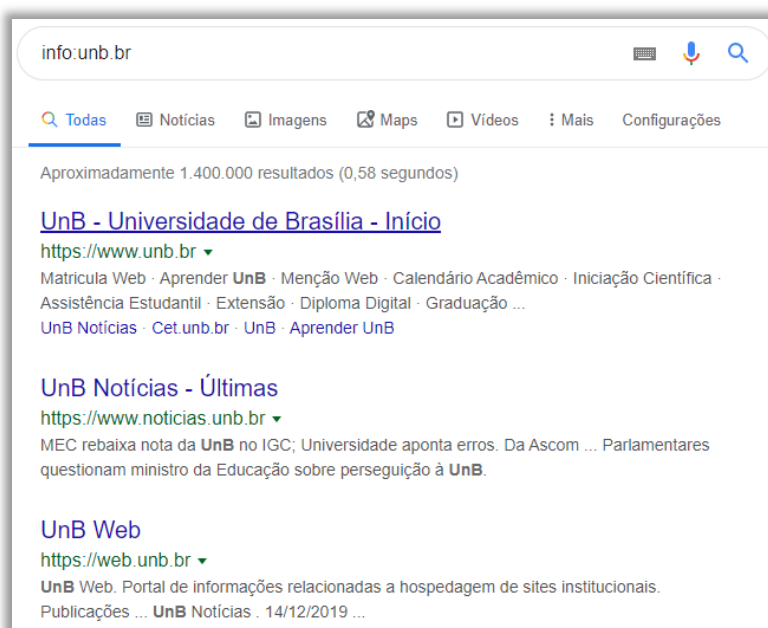 info:unb.br
Todas Notícias Imagens Maps Vídeos Mais Configurações
Aproximadamente 1.400.000 resultados (0,58 segundos)
UnB - Universidade de Brasília - Início
https://www.unb.br
Matricula Web · Aprender UnB · Menção Web · Calendário Acadêmico · Iniciação Científica ·
Assistência Estudantil · Extensão · Diploma Digital · Graduação ...
UnB Notícias · Cet.unb.br · UnB · Aprender UnB
UnB Notícias - Últimas
https://www.noticias.unb.br
MEC rebaixa nota da UnB no IGC; Universidade aponta erros. Da Ascom ... Parlamentares
questionam ministro da Educação sobre perseguição à UnB.
UnB Web
https://web.unb.br
UnB Web. Portal de informações relacionadas a hospedagem de sites institucionais.
Publicações ... UnB Notícias . 14/12/2019 ...